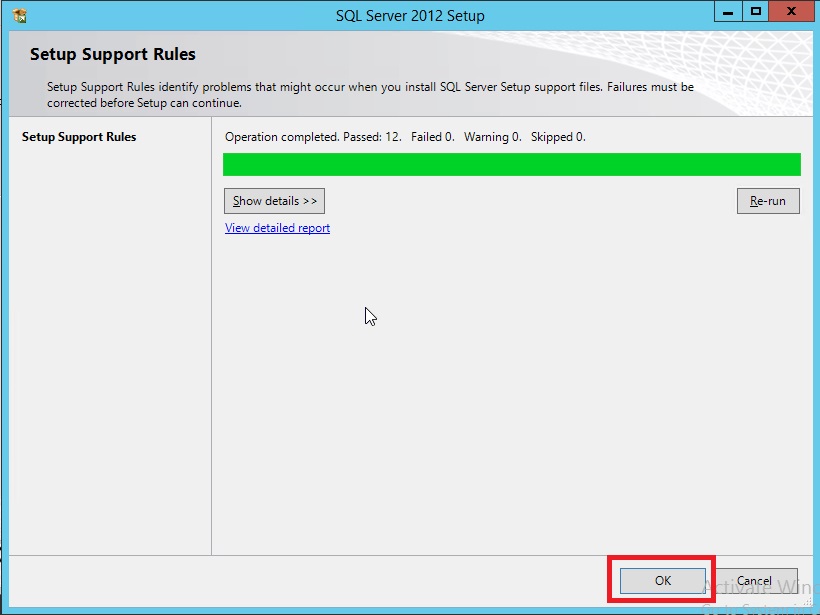 SQL Server 2012 Setup
Setup Support Rules
Setup Support Rules identify problems that might occur when you install SQL Server Setup support files. Failures must be
corrected before Setup can continue.
Setup Support Rules
Operation completed. Passed: 12.   Failed 0.   Warning 0.   Skipped 0.
Show details >>
Re-run
View detailed report
OK
Cancel
Activate Win